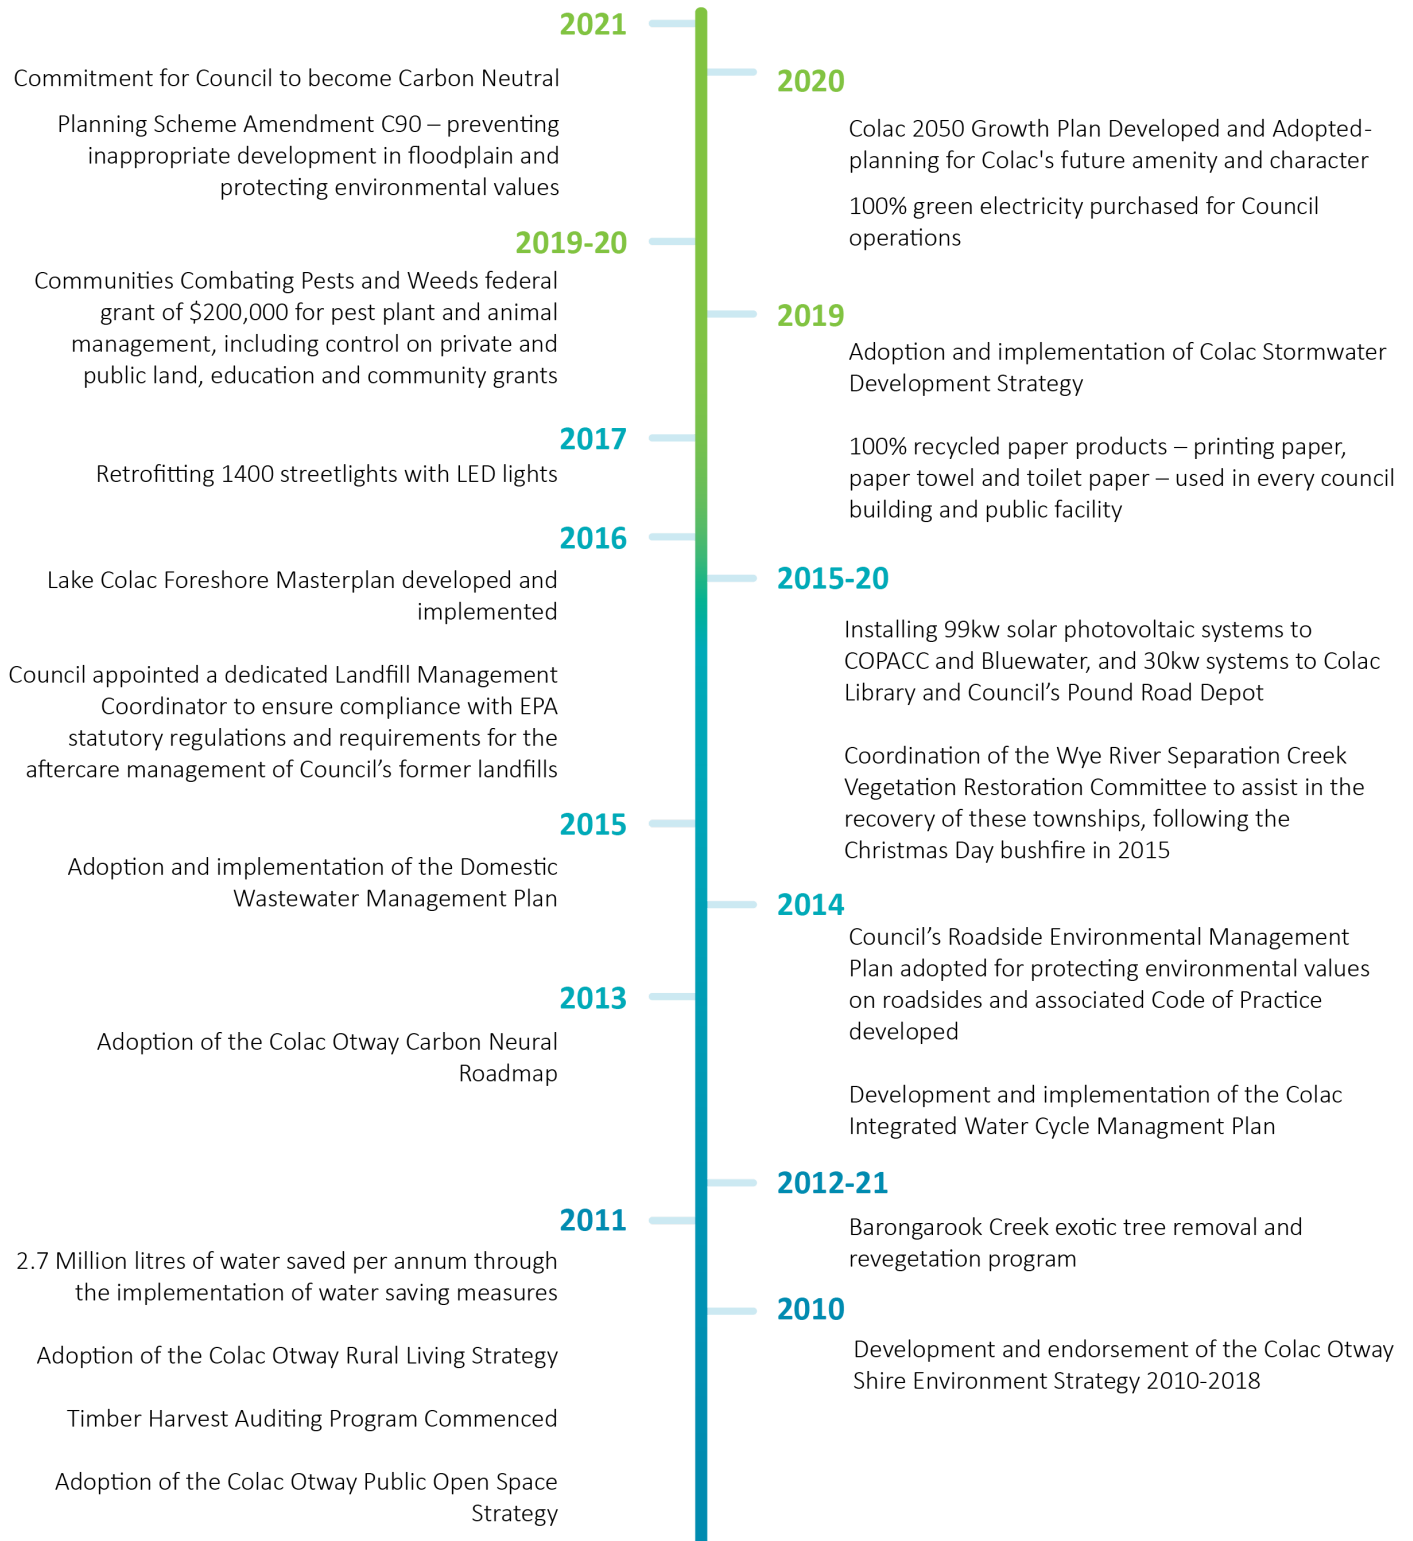 2021
Commitment for Council to become Carbon Neutral
Planning Scheme Amendment C90 – preventing
inappropriate development in floodplain and
protecting environmental values
2020
Colac 2050 Growth Plan Developed and Adopted-
planning for Colac's future amenity and character
100% green electricity purchased for Council
operations
2019-20
Communities Combating Pests and Weeds federal
grant of $200,000 for pest plant and animal
management, including control on private and
public land, education and community grants
2019
Adoption and implementation of Colac Stormwater
Development Strategy
100% recycled paper products – printing paper,
paper towel and toilet paper – used in every council
building and public facility
2017
Retrofitting 1400 streetlights with LED lights
2016
Lake Colac Foreshore Masterplan developed and
implemented
Council appointed a dedicated Landfill Management
Coordinator to ensure compliance with EPA
statutory regulations and requirements for the
aftercare management of Council’s former landfills
2015-20
Installing 99kw solar photovoltaic systems to
COPACC and Bluewater, and 30kw systems to Colac
Library and Council’s Pound Road Depot
Coordination of the Wye River Separation Creek
Vegetation Restoration Committee to assist in the
recovery of these townships, following the
Christmas Day bushfire in 2015
2015
Adoption and implementation of the Domestic
Wastewater Management Plan
2014
Council’s Roadside Environmental Management
Plan adopted for protecting environmental values
on roadsides and associated Code of Practice
developed
Development and implementation of the Colac
Integrated Water Cycle Managment Plan
2013
Adoption of the Colac Otway Carbon Neural
Roadmap
2012-21
Barongarook Creek exotic tree removal and
revegetation program
2011
2.7 Million litres of water saved per annum through
the implementation of water saving measures
Adoption of the Colac Otway Rural Living Strategy
Timber Harvest Auditing Program Commenced
Adoption of the Colac Otway Public Open Space
Strategy
2010
Development and endorsement of the Colac Otway
Shire Environment Strategy 2010-2018